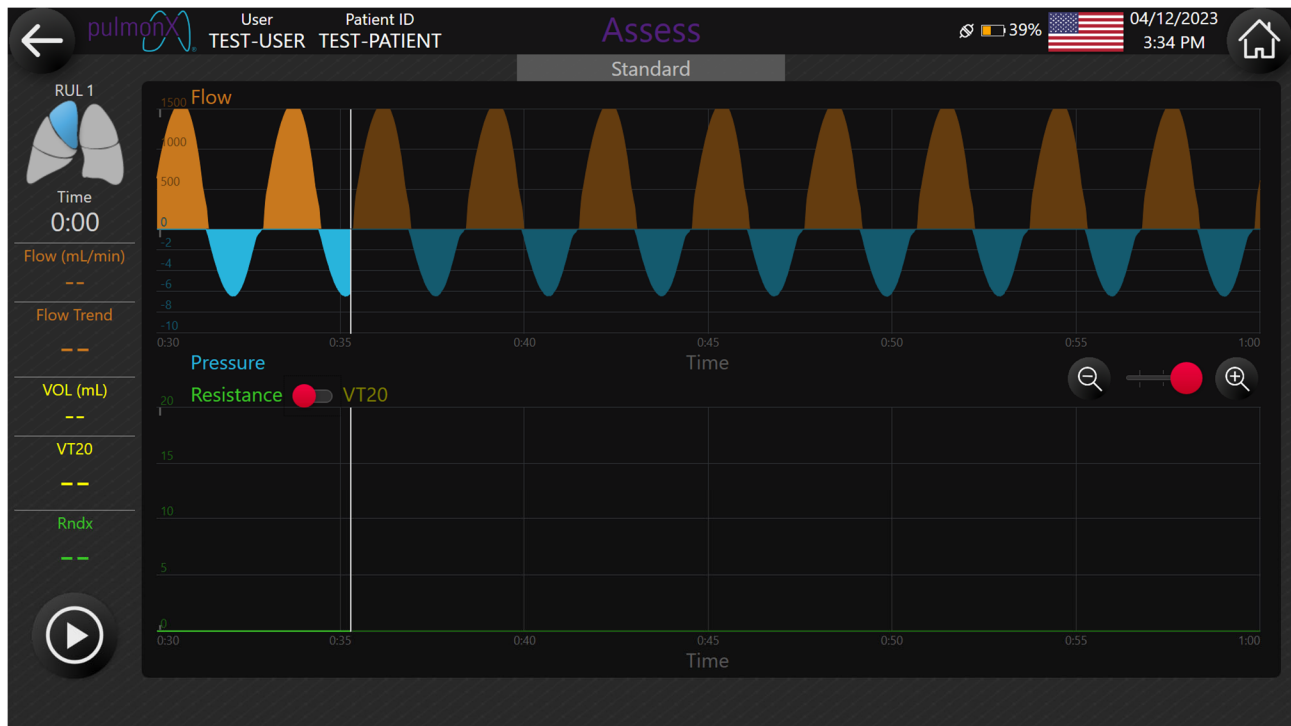 pulmonX
User
TEST-USER
Patient ID
TEST-PATIENT
Assess
39%
04/12/2023
3:34 PM
Standard
RUL 1
Time
0:00
Flow (mL/min)
--
Flow Trend
--
VOL (mL)
--
VT20
--
Rndx
--
Flow
1500
1000
500
0
-2
-4
-6
-8
-10
0:30 0:35 0:40 0:45 0:50 0:55 1:00
Time
Pressure
Resistance VT20
20
15
10
5
0
0:30 0:35 0:40 0:45 0:50 0:55 1:00
Time